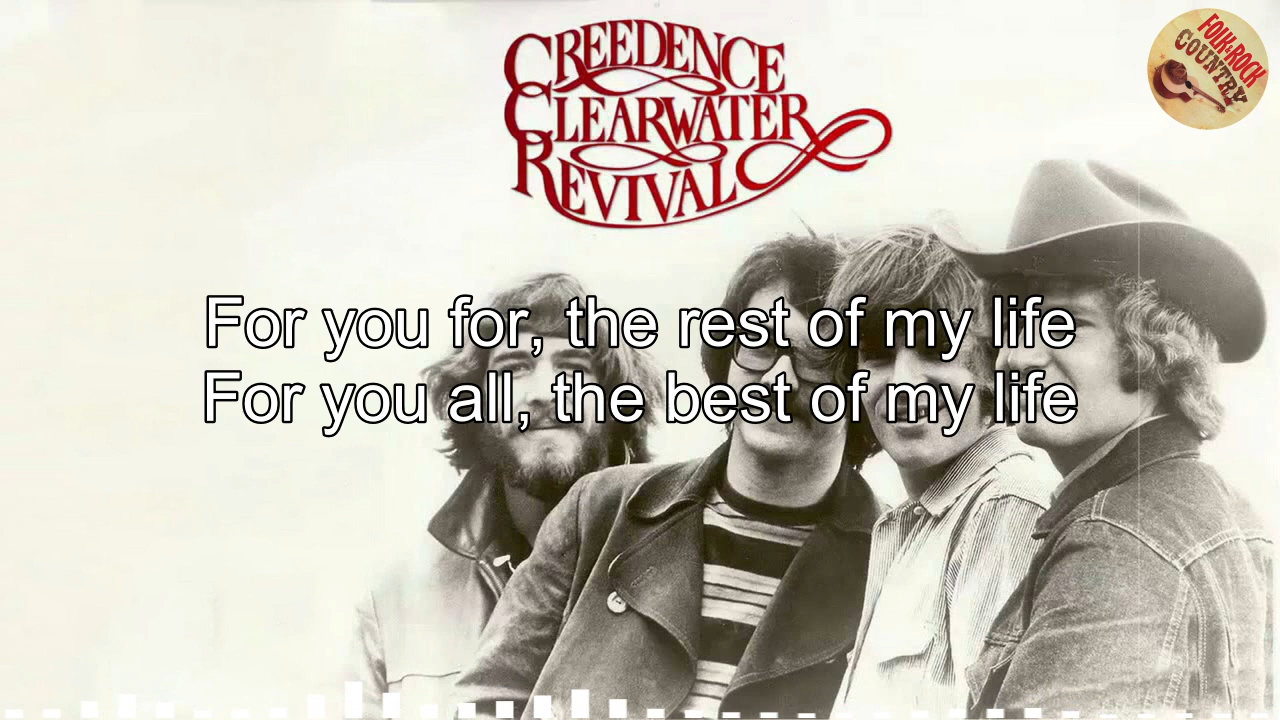 CREEDENCE
CLEARWATER
REVIVAL
FOLK & ROCK
COUNTRY
For you for, the rest of my life
For you all, the best of my life